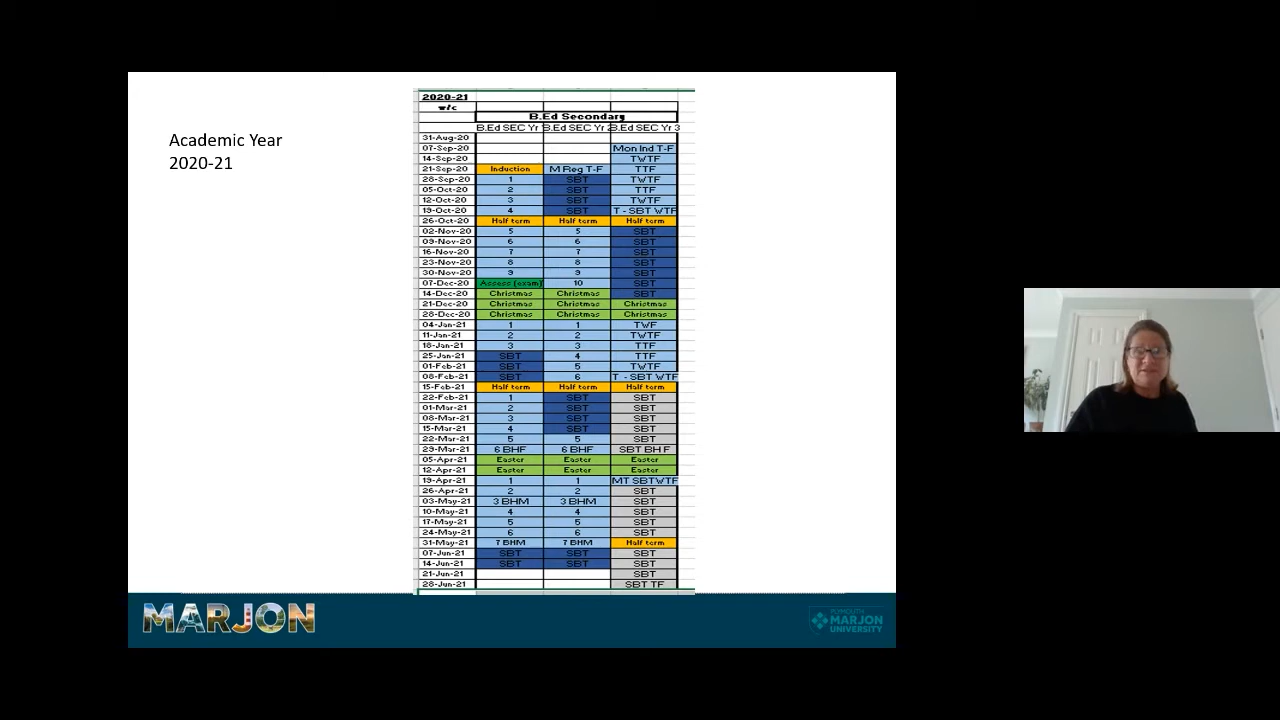 Academic Year
2020-21
2020-21
w/c
B.Ed Secondary
B.Ed SEC Yr B.Ed SEC Yr 2 B.Ed SEC Yr 3
31-Aug-20
07-Sep-20 Mon Ind T-F
14-Sep-20 TWTF
21-Sep-20 Induction M Reg T-F TTF
28-Sep-20 1 SBT TWTF
05-Oct-20 2 SBT TTF
12-Oct-20 3 SBT TWTF
19-Oct-20 4 SBT T - SBT WTF
26-Oct-20 Half term Half term Half term
02-Nov-20 5 5 SBT
09-Nov-20 6 6 SBT
16-Nov-20 7 7 SBT
23-Nov-20 8 8 SBT
30-Nov-20 9 9 SBT
07-Dec-20 Assess (exam) 10 SBT
14-Dec-20 Christmas Christmas SBT
21-Dec-20 Christmas Christmas Christmas
28-Dec-20 Christmas Christmas Christmas
04-Jan-21 1 1 TWF
11-Jan-21 2 2 TWTF
18-Jan-21 3 3 TTF
25-Jan-21 SBT 4 TTF
01-Feb-21 SBT 5 TWTF
08-Feb-21 SBT 6 T - SBT WTF
15-Feb-21 Half term Half term Half term
22-Feb-21 1 SBT SBT
01-Mar-21 2 SBT SBT
08-Mar-21 3 SBT SBT
15-Mar-21 4 SBT SBT
22-Mar-21 5 5 SBT
29-Mar-21 6 BHF 6 BHF SBT BH F
05-Apr-21 Easter Easter Easter
12-Apr-21 Easter Easter Easter
19-Apr-21 1 1 MT SBTWTF
26-Apr-21 2 2 SBT
03-May-21 3 BHM 3 BHM SBT
10-May-21 4 4 SBT
17-May-21 5 5 SBT
24-May-21 6 6 SBT
31-May-21 7 BHM 7 BHM Half term
07-Jun-21 SBT SBT SBT
14-Jun-21 SBT SBT SBT
21-Jun-21 SBT
28-Jun-21 SBT TF
MARJON
PLYMOUTH
MARJON
UNIVERSITY